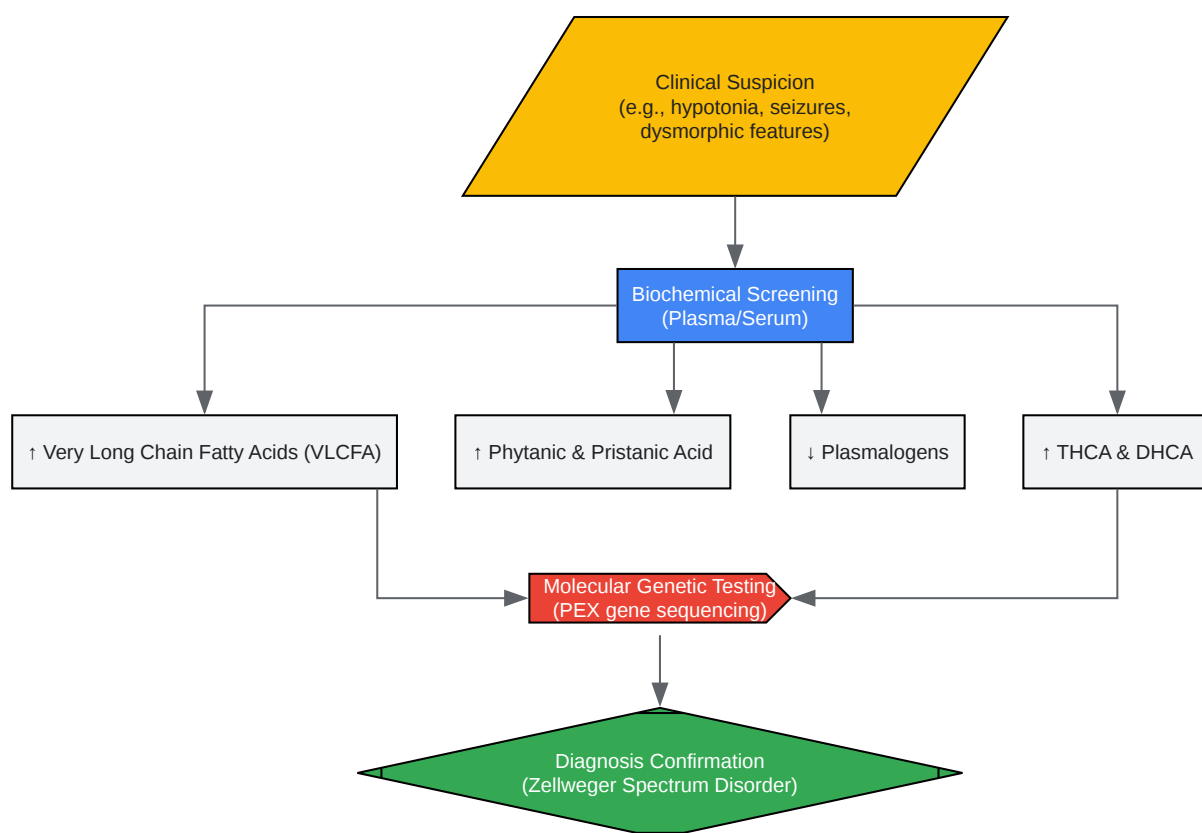 Clinical Suspicion
(e.g., hypotonia, seizures,
dysmorphic features)
Biochemical Screening
(Plasma/Serum)
↑ Very Long Chain Fatty Acids (VLCFA)
↑ Phytanic & Pristanic Acid
↓ Plasmalogens
↑ THCA & DHCA
Molecular Genetic Testing
(PEX gene sequencing)
Diagnosis Confirmation
(Zellweger Spectrum Disorder)